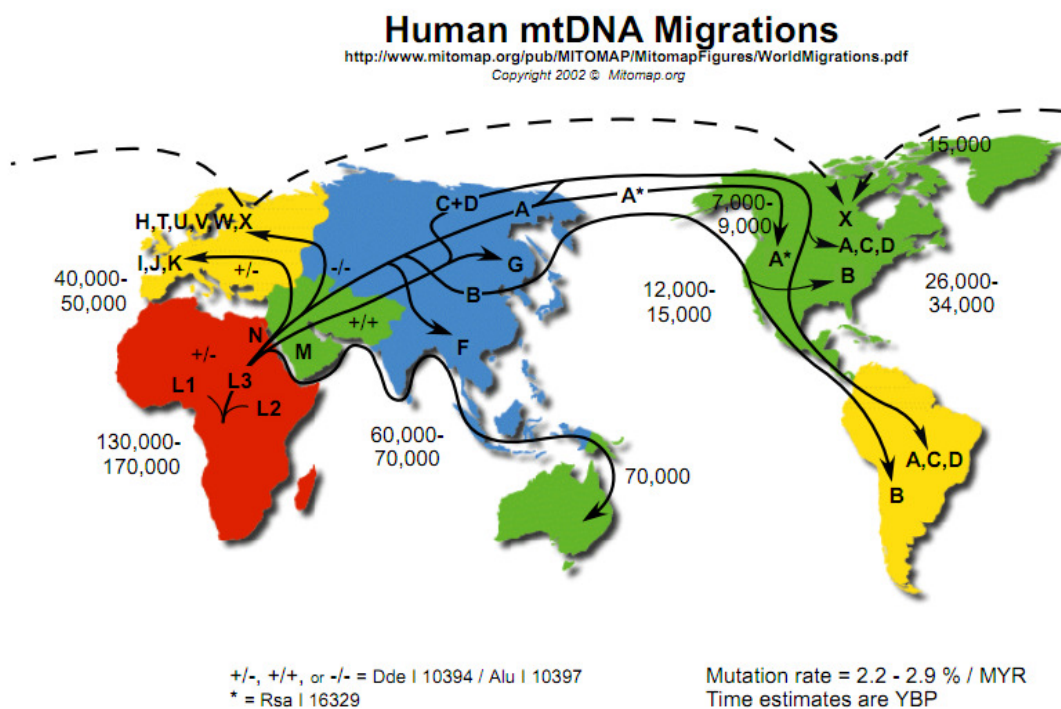 Human mtDNA Migrations
http://www.mitomap.org/pub/MITOMAP/MitomapFigures/WorldMigrations.pdf
Copyright 2002 © Mitomap.org
15,000
H,T,U,V,W,X
C+D
A
A*
7,000-
9,000
X
I,J,K
+/-
-/-
G
A*
A,C,D
40,000-
50,000
B
B
12,000-
15,000
26,000-
34,000
N
+/+
M
F
+/-
L1
L3
L2
130,000-
170,000
60,000-
70,000
70,000
A,C,D
B
+/-, +/+, or -/- = Dde I 10394 / Alu I 10397
* = Rsa I 16329
Mutation rate = 2.2 - 2.9 % / MYR
Time estimates are YBP